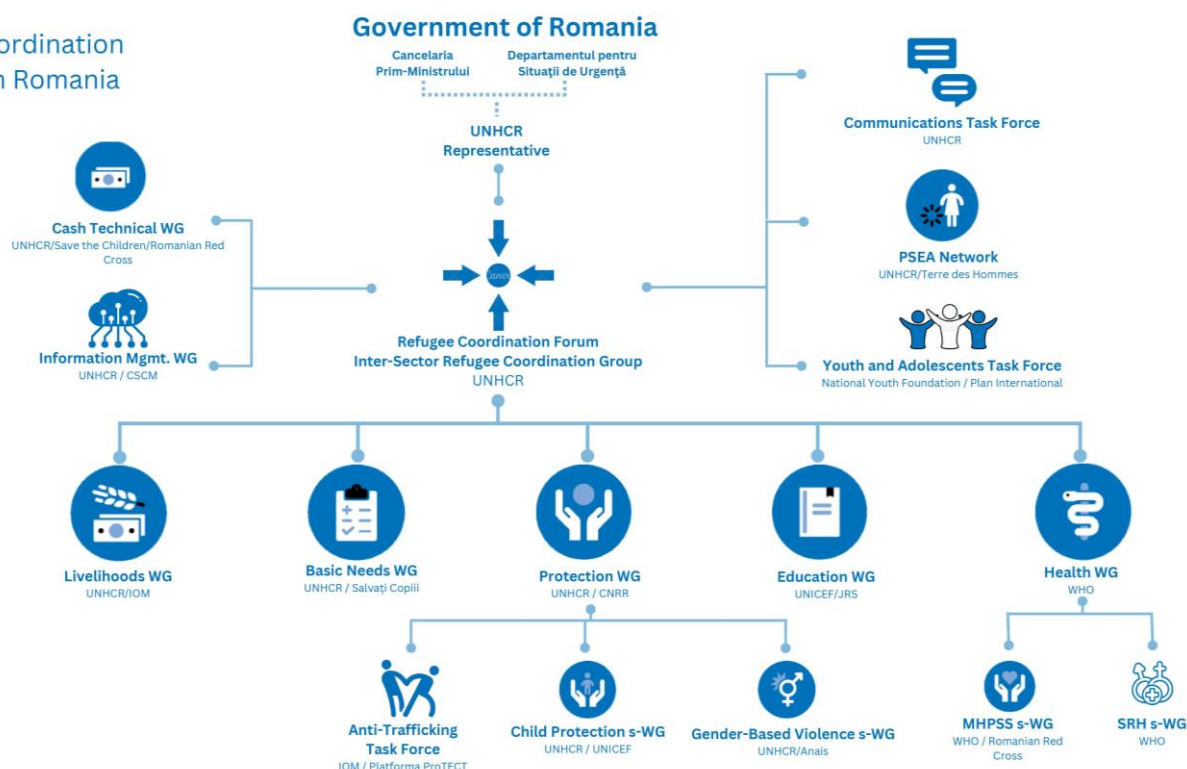 ordination
n Romania
Government of Romania
Cancelaria
Prim-Ministrului
Departamentul pentru
Situații de Urgență
UNHCR
Representative
Communications Task Force
UNHCR
Cash Technical WG
UNHCR/Save the Children/Romanian Red
Cross
PSEA Network
UNHCR/Terre des Hommes
Information Mgmt. WG
UNHCR / CSCM
Refugee Coordination Forum
Inter-Sector Refugee Coordination Group
UNHCR
Youth and Adolescents Task Force
National Youth Foundation / Plan International
Livelihoods WG
UNHCR/IOM
Basic Needs WG
UNHCR / Salvați Copiii
Protection WG
UNHCR / CNRR
Education WG
UNICEF/JRS
Health WG
WHO
Anti-Trafficking
Task Force
IOM / Platforma ProTECT
Child Protection s-WG
UNHCR / UNICEF
Gender-Based Violence s-WG
UNHCR/Anais
MHPSS s-WG
WHO / Romanian Red
Cross
SRH s-WG
WHO